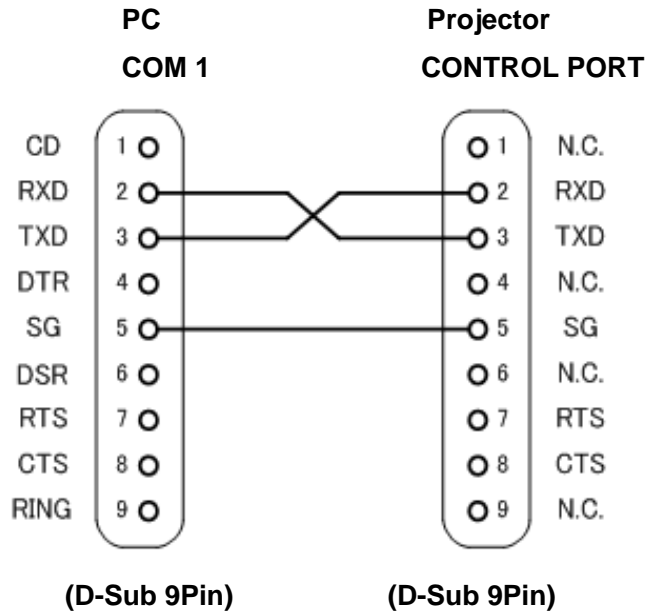 PC Projector
COM 1 CONTROL PORT
CD 1 1 N.C.
RXD 2 2 RXD
TXD 3 3 TXD
DTR 4 4 N.C.
SG 5 5 SG
DSR 6 6 N.C.
RTS 7 7 RTS
CTS 8 8 CTS
RING 9 9 N.C.
(D-Sub 9Pin) (D-Sub 9Pin)